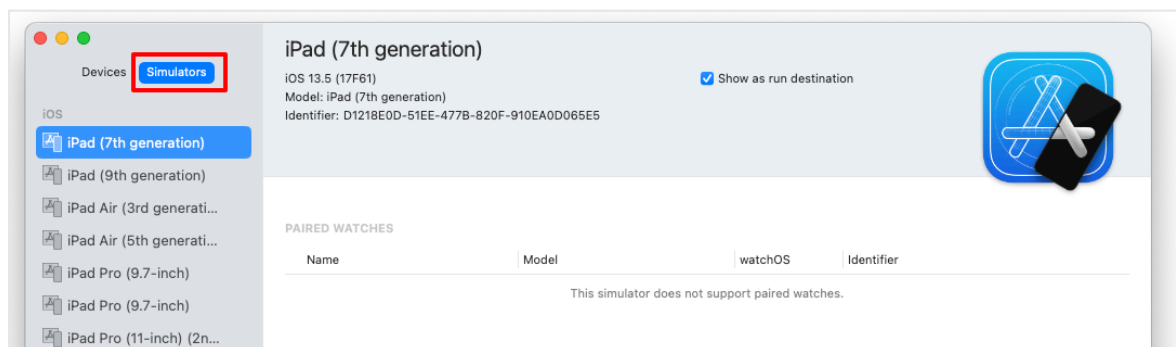 Devices Simulators
iOS
iPad (7th generation)
iPad (9th generation)
iPad Air (3rd generati...
iPad Air (5th generati...
iPad Pro (9.7-inch)
iPad Pro (9.7-inch)
iPad Pro (11-inch) (2n...
iPad (7th generation)
iOS 13.5 (17F61)
Model: iPad (7th generation)
Identifier: D1218E0D-51EE-477B-820F-910EA0D065E5
Show as run destination
PAIRED WATCHES
Name Model watchOS Identifier
This simulator does not support paired watches.